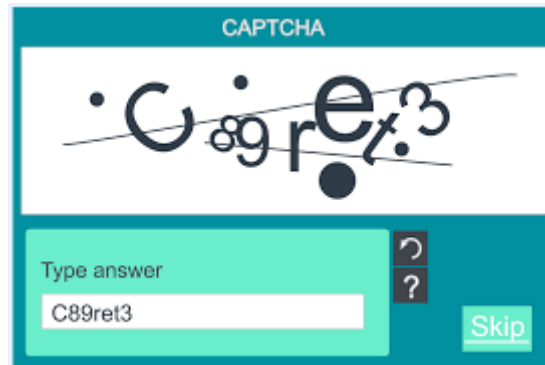 CAPTCHA
C89ret3
Type answer
?
C89ret3
Skip